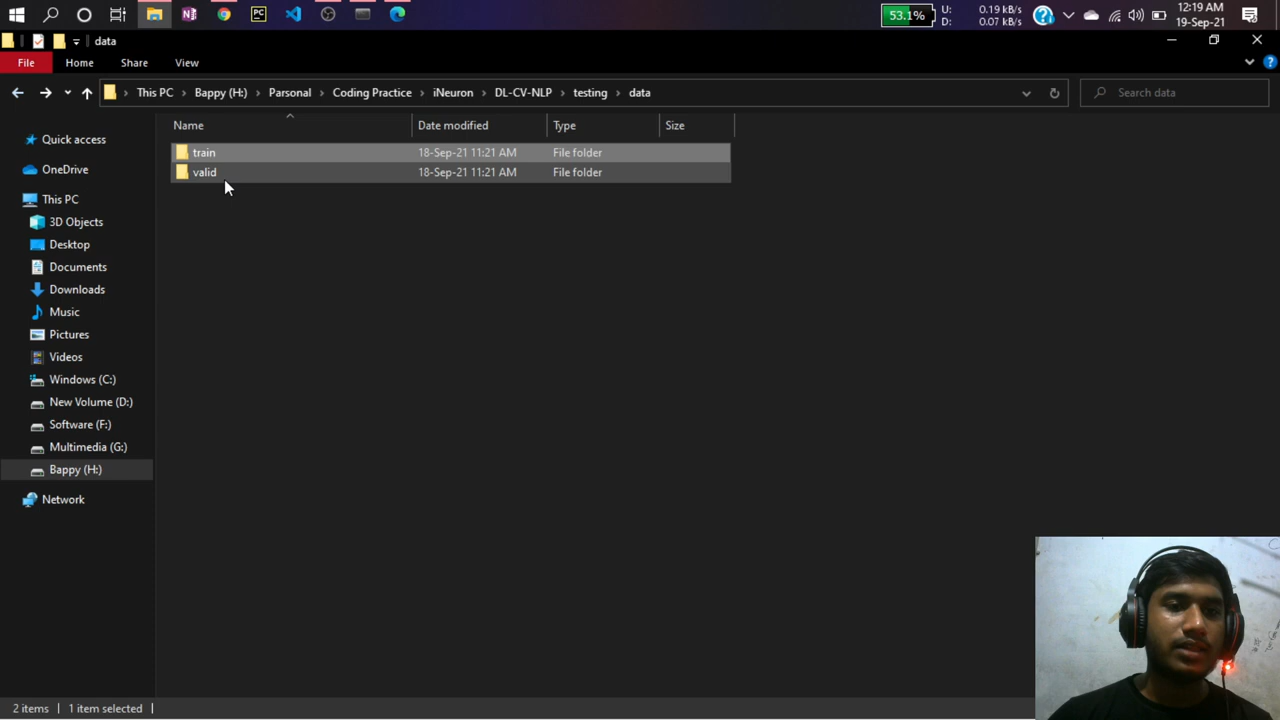 53.1%
U: 0.19 kB/s
D: 0.07 kB/s
12:19 AM
19-Sep-21
data
File Home Share View
This PC Bappy (H:) Parsonal Coding Practice iNeuron DL-CV-NLP testing data
Search data
Name Date modified Type Size
train 18-Sep-21 11:21 AM File folder
valid 18-Sep-21 11:21 AM File folder
Quick access
OneDrive
This PC
3D Objects
Desktop
Documents
Downloads
Music
Pictures
Videos
Windows (C:)
New Volume (D:)
Software (F:)
Multimedia (G:)
Bappy (H:)
Network
2 items 1 item selected